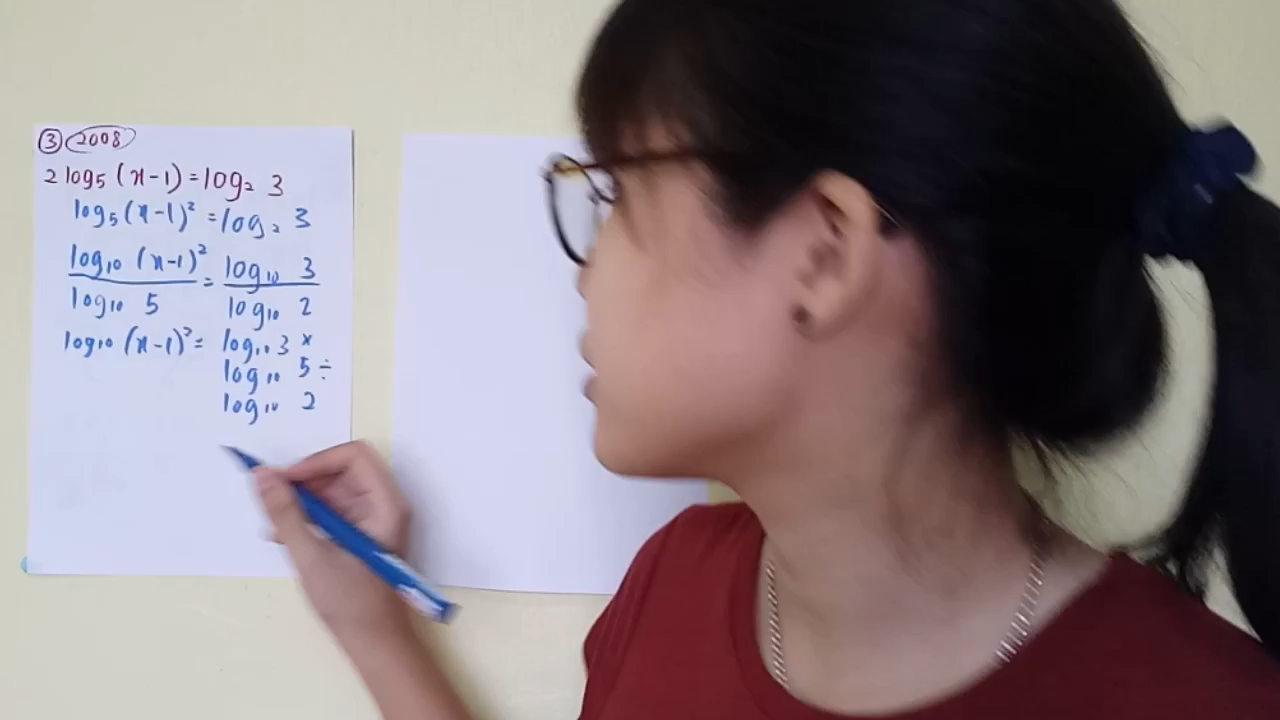 ③ 2008
2 log₅ (x-1) = log₂ 3
log₅ (x-1)² = log₂ 3
log₁₀ (x-1)² / log₁₀ 5 = log₁₀ 3 / log₁₀ 2
log₁₀ (x-1)² = log₁₀ 3 ×
log₁₀ 5 ÷
log₁₀ 2